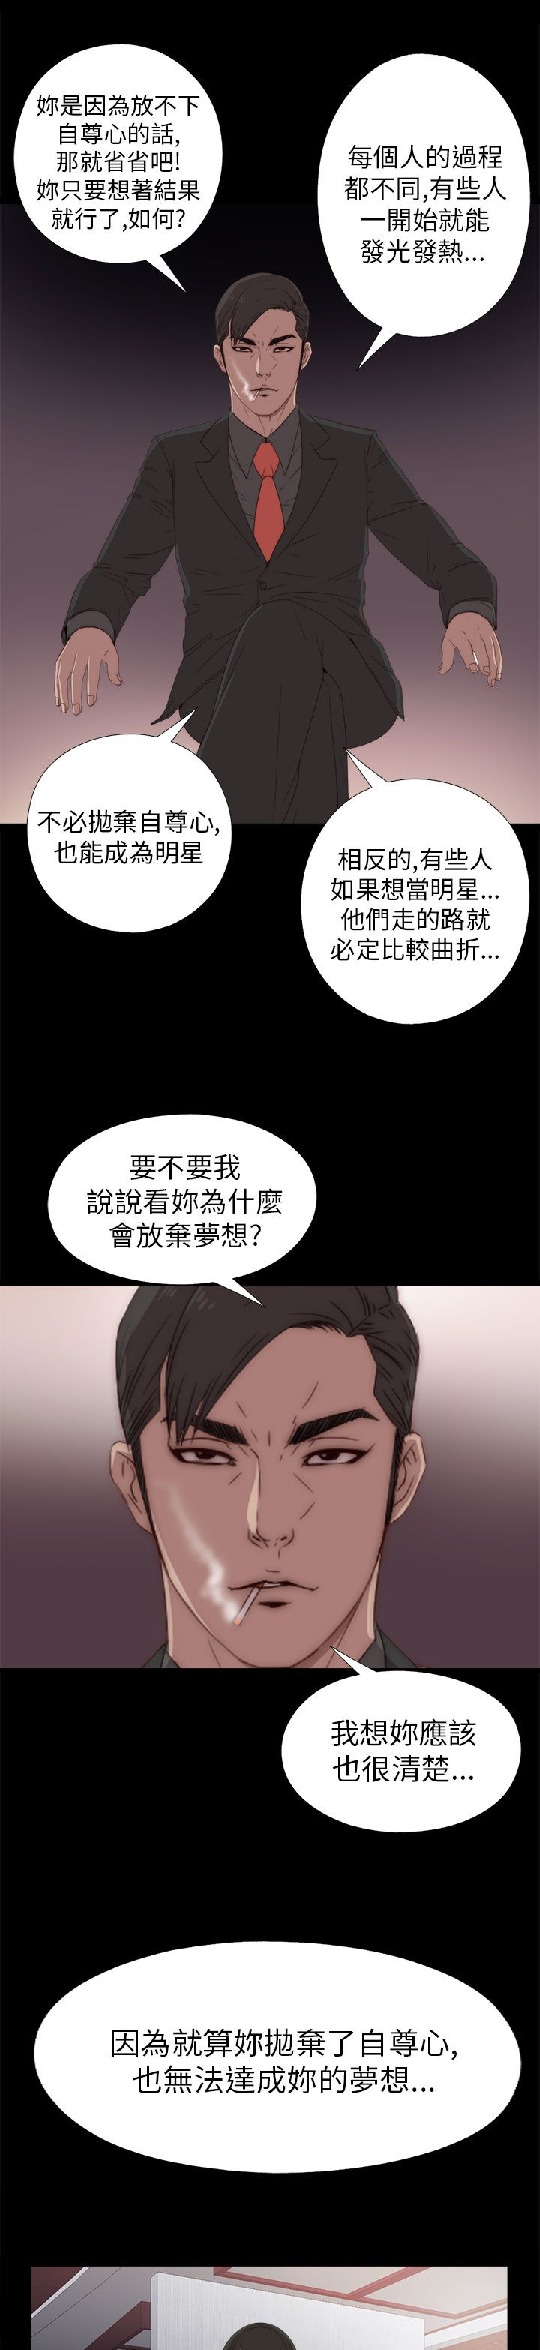 妳是因為放不下
自尊心的話,
那就省省吧!
妳只要想著結果
就行了,如何?
每個人的過程
都不同,有些人
一開始就能
發光發熱...
不必拋棄自尊心,
也能成為明星
相反的,有些人
如果想當明星...
他們走的路就
必定比較曲折...
要不要我
說說看妳為什麼
會放棄夢想?
我想妳應該
也很清楚...
因為就算妳拋棄了自尊心,
也無法達成妳的夢想...